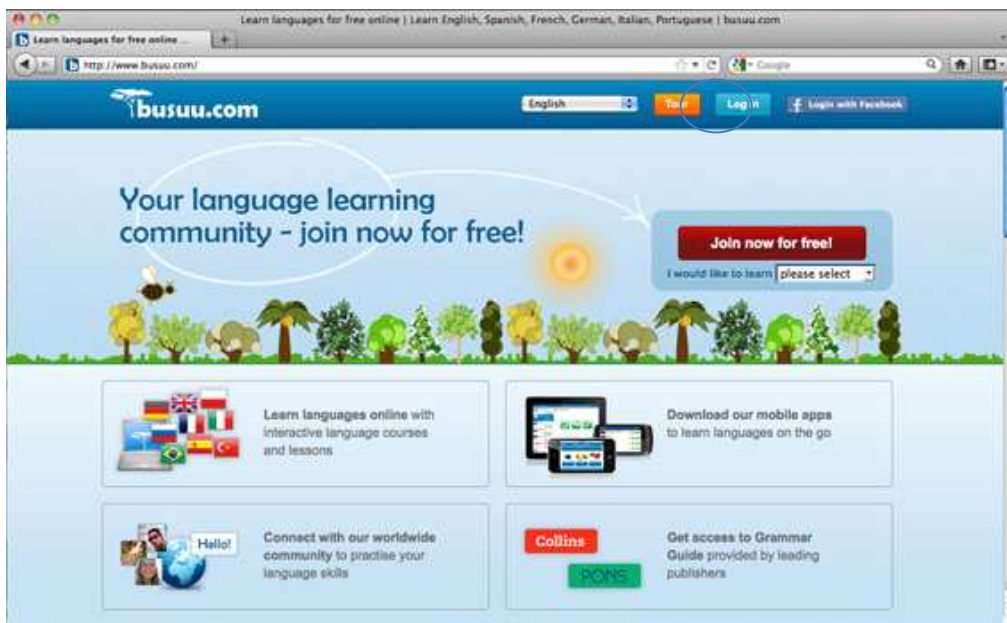 Learn languages for free online | Learn English, Spanish, French, German, Italian, Portuguese | busuu.com
Learn languages for free online ...
http://www.busuu.com/
Google
busuu.com
English
Tour
Login
Login with Facebook
Your language learning
community - join now for free!
Join now for free!
I would like to learn please select
Learn languages online with
interactive language courses
and lessons
Download our mobile apps
to learn languages on the go
Hello!
Connect with our worldwide
community to practise your
language skills
Collins
PONS
Get access to Grammar
Guide provided by leading
publishers